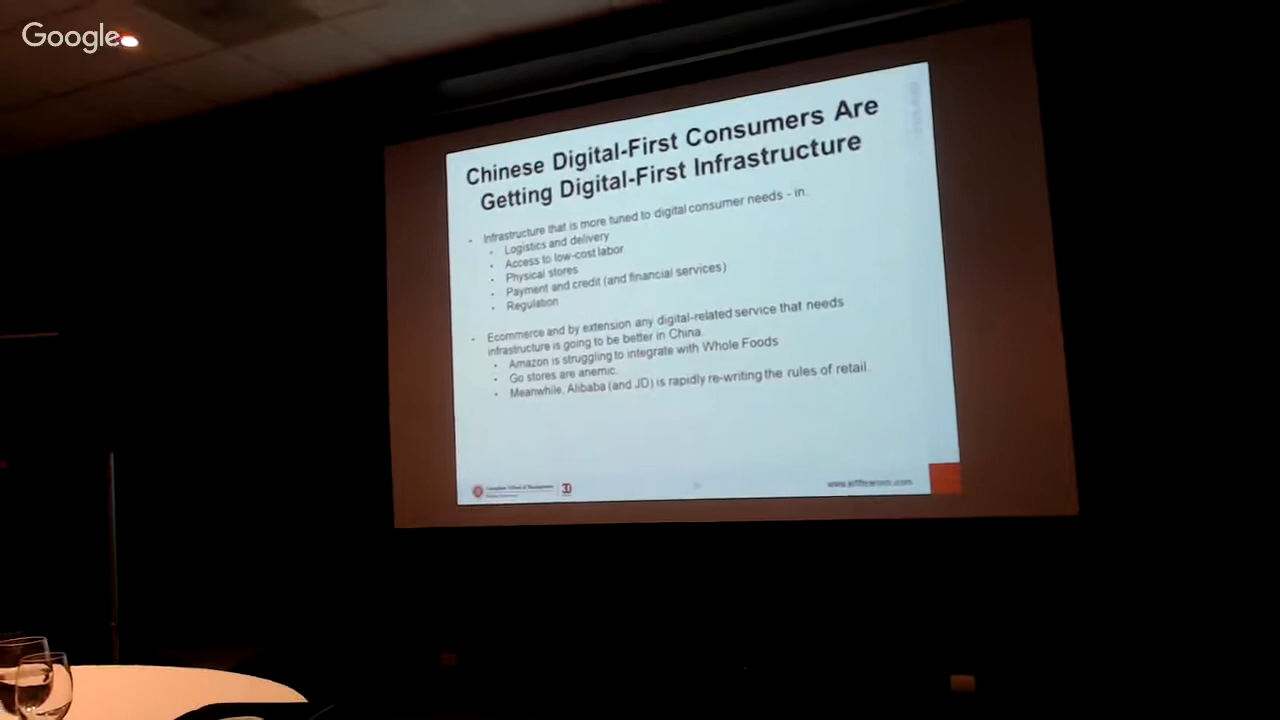 Google
Chinese Digital-First Consumers Are
Getting Digital-First Infrastructure
• Infrastructure that is more tuned to digital consumer needs - in.
• Logistics and delivery
• Access to low-cost labor
• Physical stores
• Payment and credit (and financial services)
• Regulation
• Ecommerce and by extension any digital-related service that needs
infrastructure is going to be better in China.
• Amazon is struggling to integrate with Whole Foods
• Go stores are anemic.
• Meanwhile, Alibaba (and JD) is rapidly re-writing the rules of retail.
School of Management